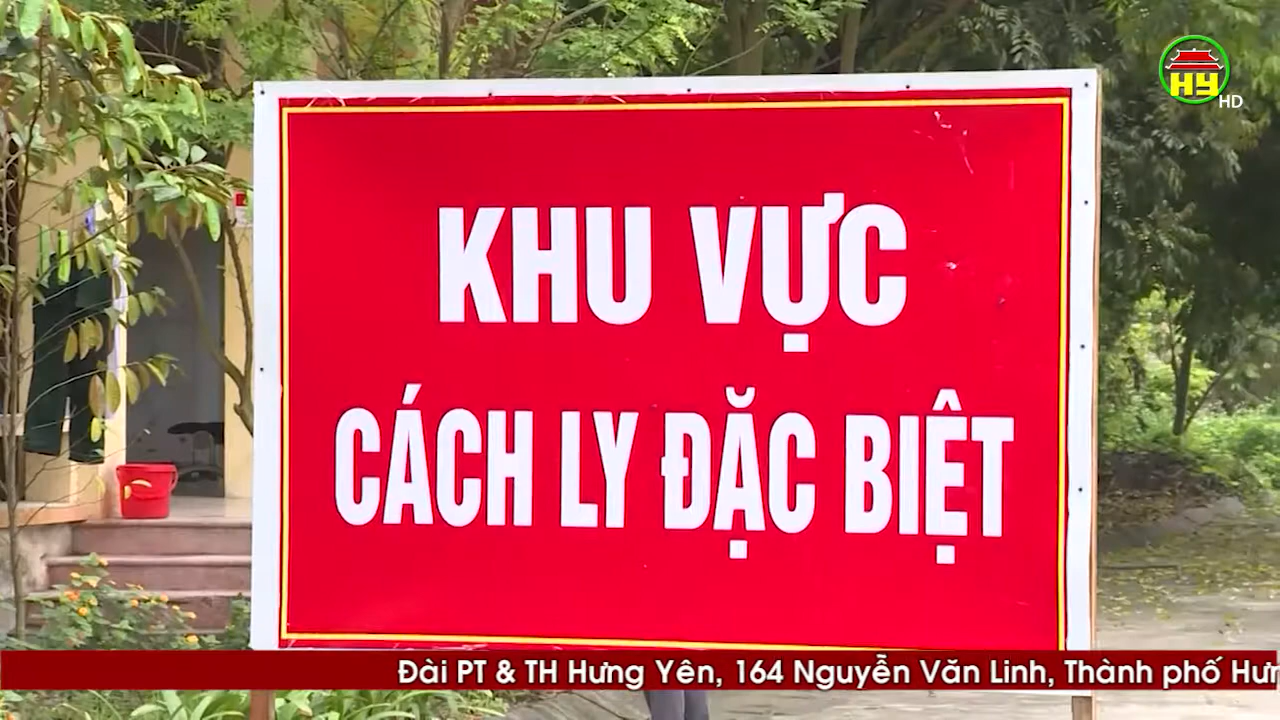 HY
HD
KHU VỰC
CÁCH LY ĐẶC BIỆT
Đài PT & TH Hưng Yên, 164 Nguyễn Văn Linh, Thành phố Hưn